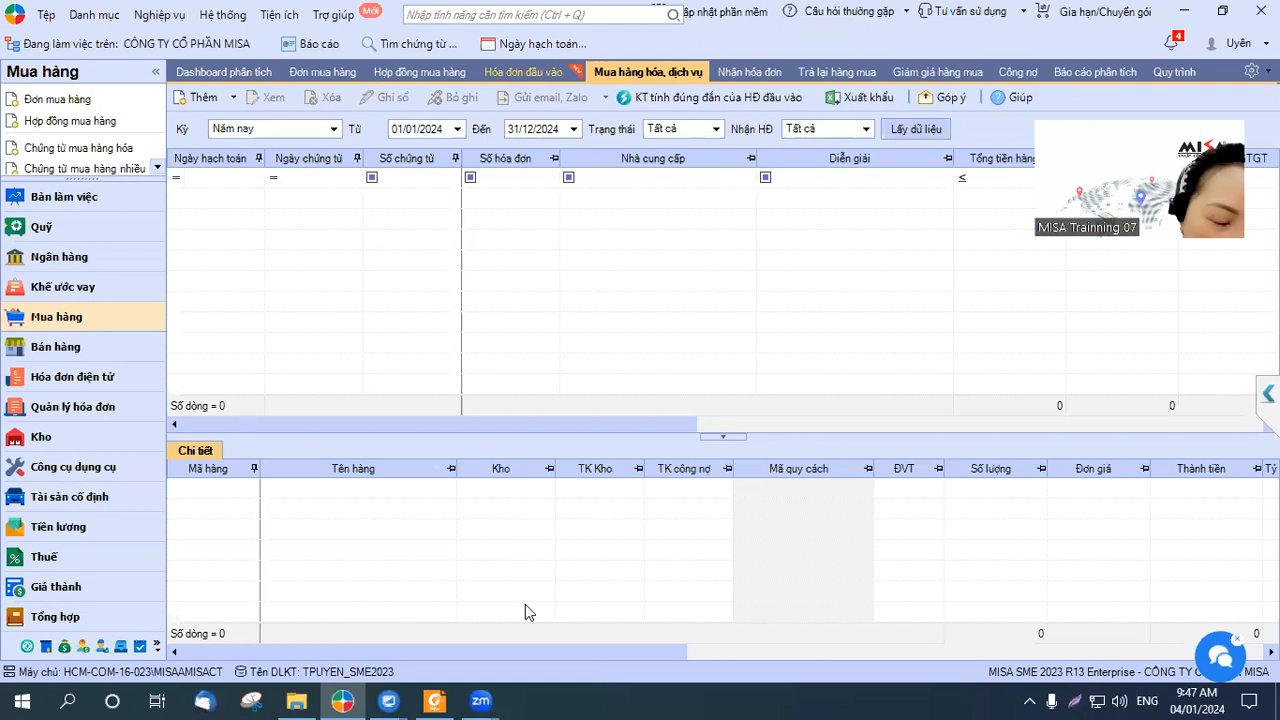 Tệp Danh mục Nghiệp vụ Hệ thống Tiện ích Trợ giúp Mới Nhập tính năng cần tìm kiếm (Ctrl + Q) nhật phần mềm Câu hỏi thường gặp Tư vấn sử dụng Gia hạn/Chuyển gói
Đang làm việc trên: CÔNG TY CỔ PHẦN MISA Báo cáo Tìm chứng từ ... Ngày hạch toán... 4 Uyên
Mua hàng « Dashboard phân tích Đơn mua hàng Hợp đồng mua hàng Hóa đơn đầu vào Mua hàng hóa, dịch vụ Nhận hóa đơn Trả lại hàng mua Giảm giá hàng mua Công nợ Báo cáo phân tích Quy trình
Đơn mua hàng
Hợp đồng mua hàng
Chứng từ mua hàng hóa
Chứng từ mua hàng nhiều
Thêm Xem Xóa Ghi sổ Bỏ ghi Gửi email, Zalo KT tính đúng đắn của HĐ đầu vào Xuất khẩu Góp ý Giúp
Kỳ Năm nay Từ 01/01/2024 Đến 31/12/2024 Trạng thái Tất cả Nhận HĐ Tất cả Lấy dữ liệu
Ngày hạch toán Ngày chứng từ Số chứng từ Số hóa đơn Nhà cung cấp Diễn giải Tổng tiền hàng TGT
= = ≤
MISA
MISA Trainning 07
Bàn làm việc
Quỹ
Ngân hàng
Khế ước vay
Mua hàng
Bán hàng
Hóa đơn điện tử
Quản lý hóa đơn
Kho
Công cụ dụng cụ
Tài sản cố định
Tiền lương
Thuế
Giá thành
Tổng hợp
Số dòng = 0 0 0
Chi tiết
Mã hàng Tên hàng Kho TK Kho TK công nợ Mã quy cách ĐVT Số lượng Đơn giá Thành tiền Tỷ
Số dòng = 0 0 0
Máy chủ: HCM-COM-16-023\MISAAMISACT Tên DLKT: TPUYEN_SME2023 MISA SME 2023 R13 Enterprise - CÔNG TY MISA
zm ENG 9:47 AM
04/01/2024